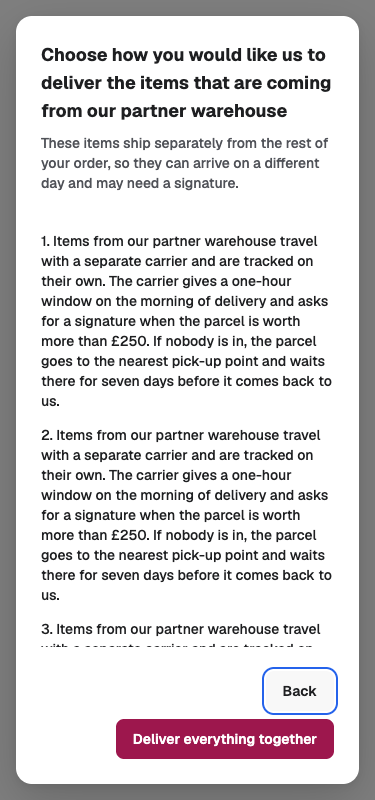 Choose how you would like us to
deliver the items that are coming
from our partner warehouse
These items ship separately from the rest of
your order, so they can arrive on a different
day and may need a signature.
1. Items from our partner warehouse travel
with a separate carrier and are tracked on
their own. The carrier gives a one-hour
window on the morning of delivery and asks
for a signature when the parcel is worth
more than £250. If nobody is in, the parcel
goes to the nearest pick-up point and waits
there for seven days before it comes back to
us.
2. Items from our partner warehouse travel
with a separate carrier and are tracked on
their own. The carrier gives a one-hour
window on the morning of delivery and asks
for a signature when the parcel is worth
more than £250. If nobody is in, the parcel
goes to the nearest pick-up point and waits
there for seven days before it comes back to
us.
3. Items from our partner warehouse travel
with a separate carrier and are tracked on
Back
Deliver everything together